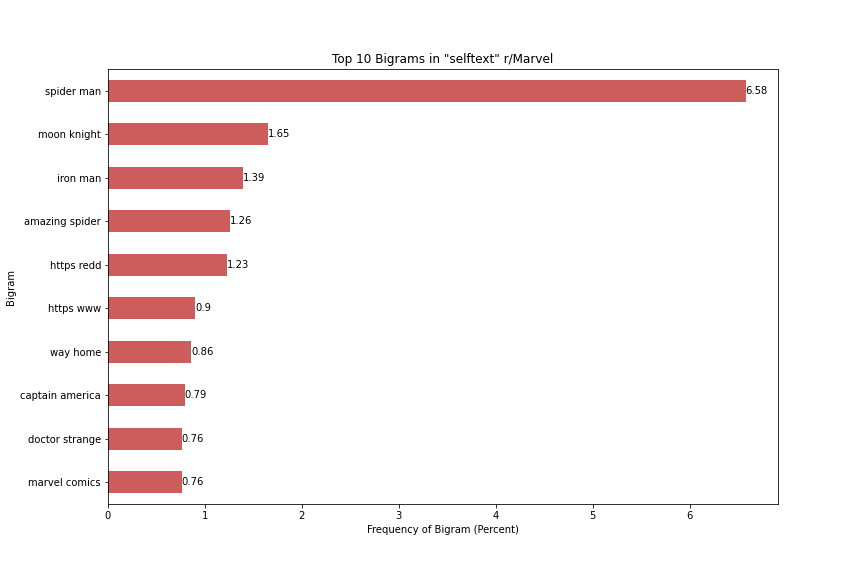 Top 10 Bigrams in "selftext" r/Marvel
Bigram
spider man 6.58
moon knight 1.65
iron man 1.39
amazing spider 1.26
https redd 1.23
https www 0.9
way home 0.86
captain america 0.79
doctor strange 0.76
marvel comics 0.76
0 1 2 3 4 5 6
Frequency of Bigram (Percent)